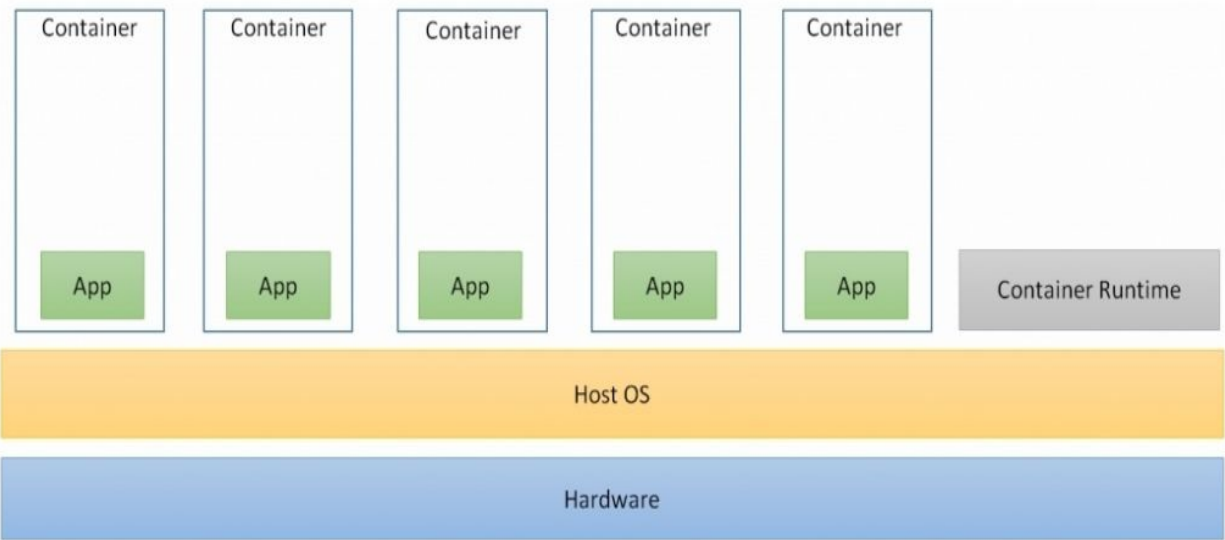 Container
Container
Container
Container
Container
App
App
App
App
App
Container Runtime
Host OS
Hardware